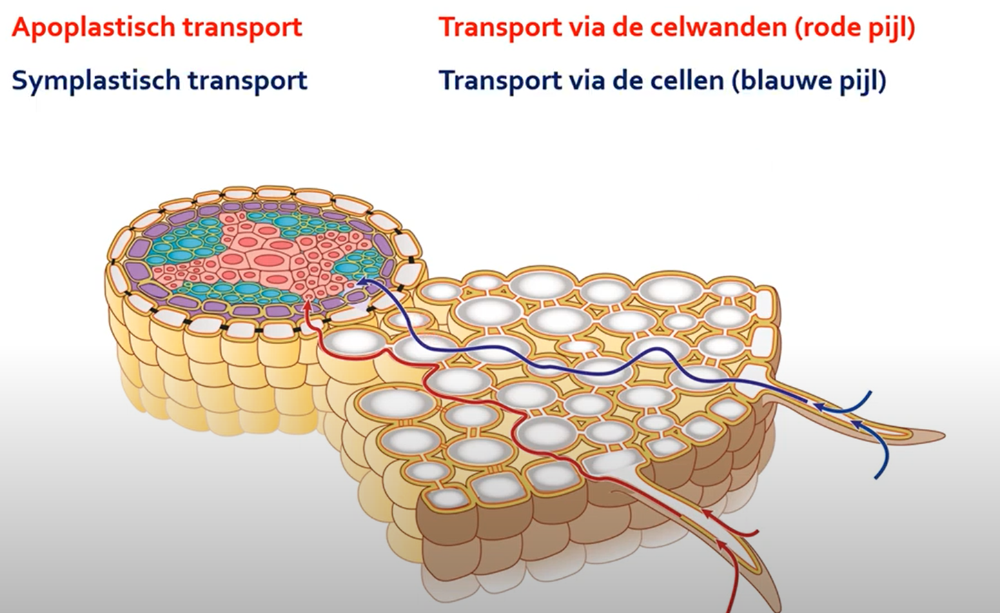 Apoplastisch transport
Transport via de celwanden (rode pijl)
Symplastisch transport
Transport via de cellen (blauwe pijl)